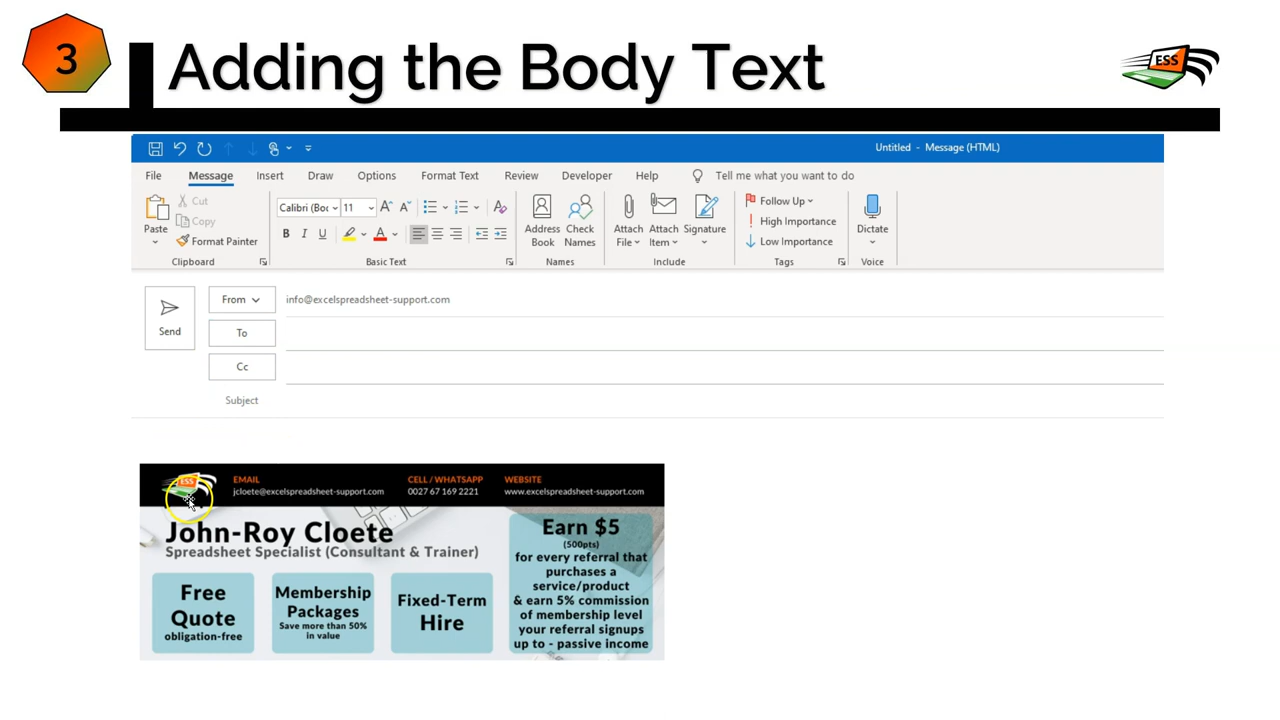 3
Adding the Body Text
ESS
Untitled - Message (HTML)
File Message Insert Draw Options Format Text Review Developer Help Tell me what you want to do
Paste
Cut
Copy
Format Painter
Clipboard
Calibri (Boc 11
B I U A
Basic Text
Address Book
Check Names
Names
Attach File
Attach Item
Signature
Include
Follow Up
High Importance
Low Importance
Tags
Dictate
Voice
Send
From
info@excelspreadsheet-support.com
To
Cc
Subject
ESS
EMAIL
jcloete@excelspreadsheet-support.com
CELL / WHATSAPP
0027 67 169 2221
WEBSITE
www.excelspreadsheet-support.com
John-Roy Cloete
Spreadsheet Specialist (Consultant & Trainer)
Free
Quote
obligation-free
Membership
Packages
Save more than 50%
in value
Fixed-Term
Hire
Earn $5
(500pts)
for every referral that
purchases a
service/product
& earn 5% commission
of membership level
your referral signups
up to - passive income